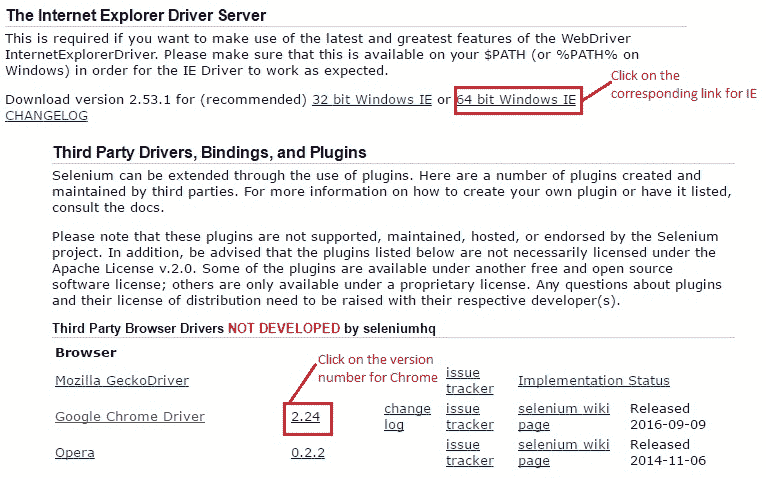 The Internet Explorer Driver Server
This is required if you want to make use of the latest and greatest features of the WebDriver
InternetExplorerDriver. Please make sure that this is available on your $PATH (or %PATH% on
Windows) in order for the IE Driver to work as expected.
Click on the
corresponding link for IE
Download version 2.53.1 for (recommended) 32 bit Windows IE or 64 bit Windows IE
CHANGELOG
Third Party Drivers, Bindings, and Plugins
Selenium can be extended through the use of plugins. Here are a number of plugins created and
maintained by third parties. For more information on how to create your own plugin or have it listed,
consult the docs.
Please note that these plugins are not supported, maintained, hosted, or endorsed by the Selenium
project. In addition, be advised that the plugins listed below are not necessarily licensed under the
Apache License v.2.0. Some of the plugins are available under another free and open source
software license; others are only available under a proprietary license. Any questions about plugins
and their license of distribution need to be raised with their respective developer(s).
Third Party Browser Drivers NOT DEVELOPED by seleniumhq
Browser
Click on the version
number for Chrome
Mozilla GeckoDriver issue tracker Implementation Status
Google Chrome Driver 2.24 change log issue tracker selenium wiki page Released 2016-09-09
Opera 0.2.2 issue tracker selenium wiki page Released 2014-11-06